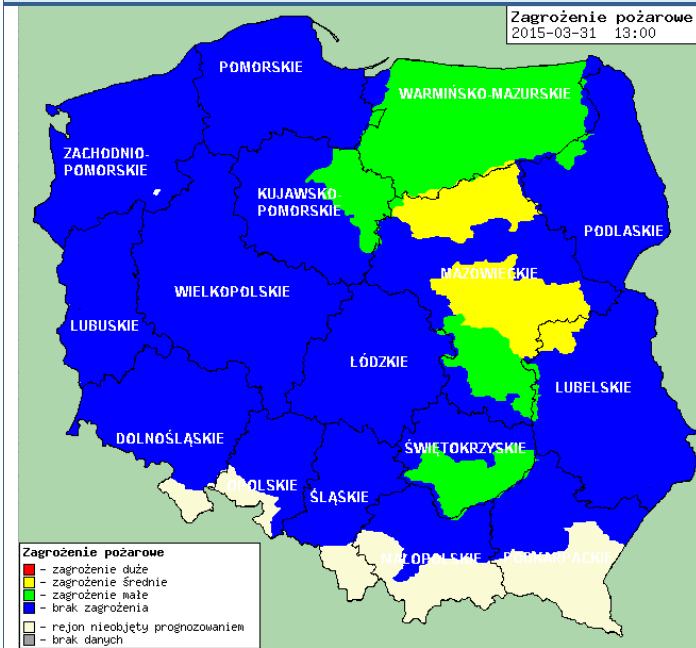 Zagrożenie pożarowe
2015-03-31 13:00
POMORSKIE
WARMIŃSKO-MAZURSKIE
ZACHODNIO-
POMORSKIE
KUJAWSKO-
POMORSKIE
PODLASKIE
MAZOWIECKIE
WIELKOPOLSKIE
LUBUSKIE
ŁÓDZKIE
LUBELSKIE
DOLNOŚLĄSKIE
ŚWIĘTOKRZYSKIE
OPOLSKIE
ŚLĄSKIE
MAŁOPOLSKIE
PODKARPACKIE
Zagrożenie pożarowe
- zagrożenie duże
- zagrożenie średnie
- zagrożenie małe
- brak zagrożenia
- rejon nieobjęty prognozowaniem
- brak danych